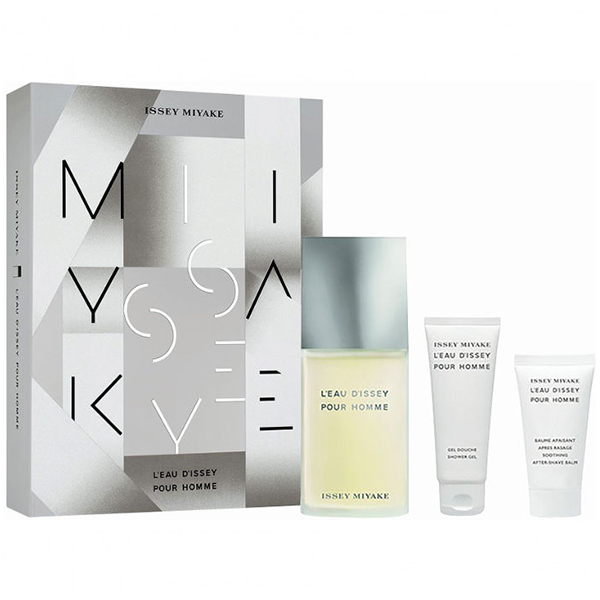 ISSEY MIYAKE
M I I
Y S S A
K Y E E
L'EAU D'ISSEY
POUR HOMME
ISSEY MIYAKE L'EAU D'ISSEY POUR HOMME
L'EAU D'ISSEY
POUR HOMME
ISSEY MIYAKE
ISSEY MIYAKE
L'EAU D'ISSEY
POUR HOMME
GEL DOUCHE
SHOWER GEL
ISSEY MIYAKE
L'EAU D'ISSEY
POUR HOMME
BAUME APAISANT
APRES RASAGE
SOOTHING
AFTER-SHAVE BALM